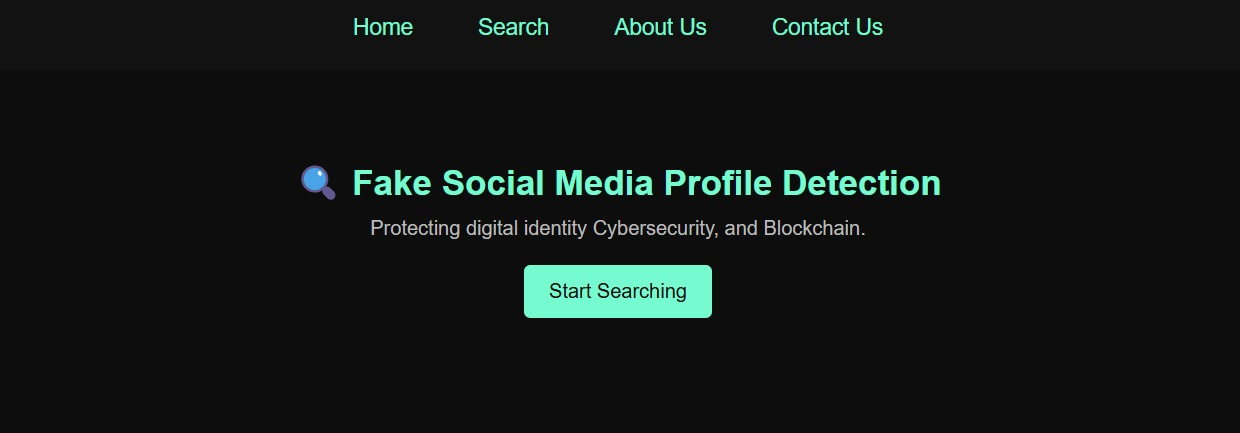 Home Search About Us Contact Us
Fake Social Media Profile Detection
Protecting digital identity Cybersecurity, and Blockchain.
Start Searching